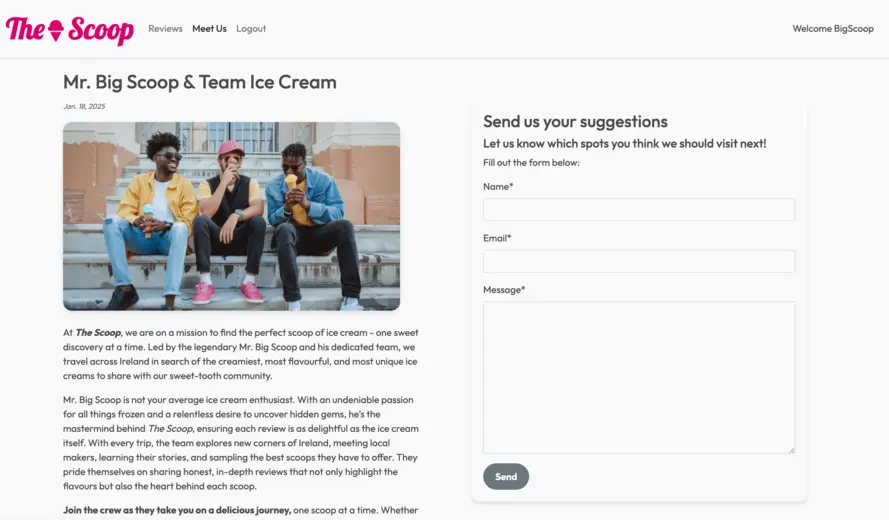 The Scoop
Reviews
Meet Us
Logout
Welcome BigScoop
Mr. Big Scoop & Team Ice Cream
Jan. 18, 2025
At The Scoop, we are on a mission to find the perfect scoop of ice cream - one sweet
discovery at a time. Led by the legendary Mr. Big Scoop and his dedicated team, we
travel across Ireland in search of the creamiest, most flavourful, and most unique ice
creams to share with our sweet-tooth community.
Mr. Big Scoop is not your average ice cream enthusiast. With an undeniable passion
for all things frozen and a relentless desire to uncover hidden gems, he's the
mastermind behind The Scoop, ensuring each review is as delightful as the ice cream
itself. With every trip, the team explores new corners of Ireland, meeting local
makers, learning their stories, and sampling the best scoops they have to offer. They
pride themselves on sharing honest, in-depth reviews that not only highlight the
flavours but also the heart behind each scoop.
Join the crew as they take you on a delicious journey, one scoop at a time. Whether
Send us your suggestions
Let us know which spots you think we should visit next!
Fill out the form below:
Name*
Email*
Message*
Send